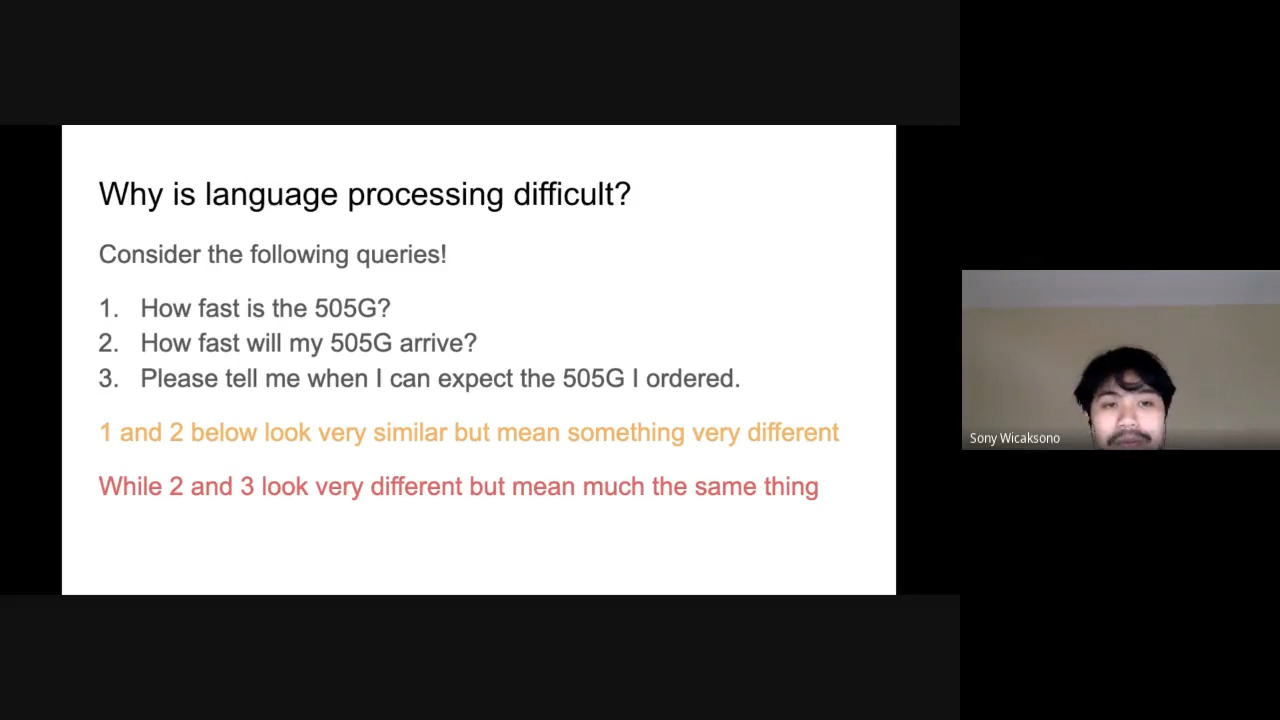 Why is language processing difficult?
Consider the following queries!
1. How fast is the 505G?
2. How fast will my 505G arrive?
3. Please tell me when I can expect the 505G I ordered.
1 and 2 below look very similar but mean something very different
While 2 and 3 look very different but mean much the same thing
Sony Wicaksono